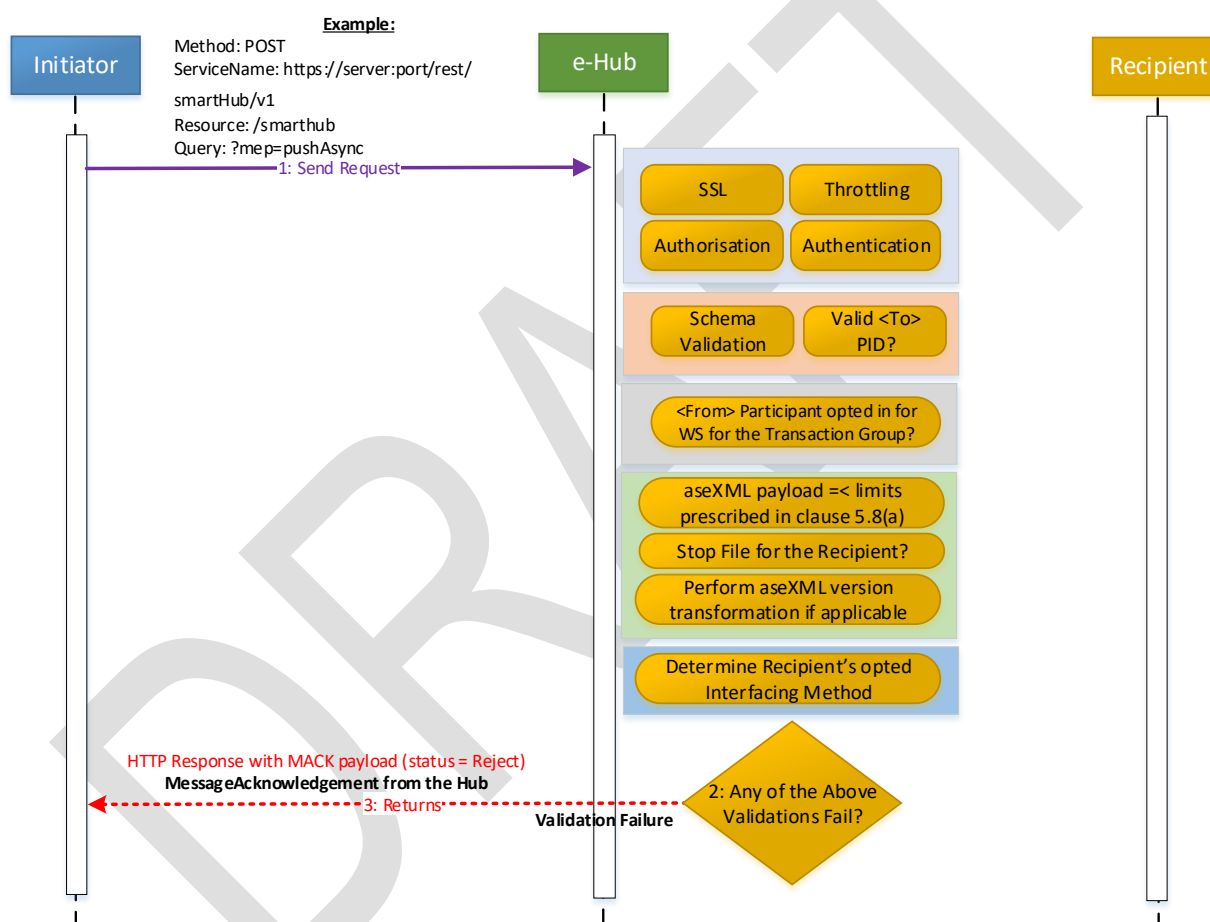 Example:
Method: POST
ServiceName: https://server:port/rest/
smartHub/v1
Resource: /smarthub
Query: ?mep=pushAsync
Initiator
e-Hub
Recipient
1: Send Request
SSL
Throttling
Authorisation
Authentication
Schema
Validation
Valid <To>
PID?
<From> Participant opted in for
WS for the Transaction Group?
aseXML payload =< limits
prescribed in clause 5.8(a)
Stop File for the Recipient?
Perform aseXML version
transformation if applicable
Determine Recipient's opted
Interfacing Method
HTTP Response with MACK payload (status = Reject)
MessageAcknowledgement from the Hub
3: Returns
Validation Failure
2: Any of the Above
Validations Fail?
DRAFT